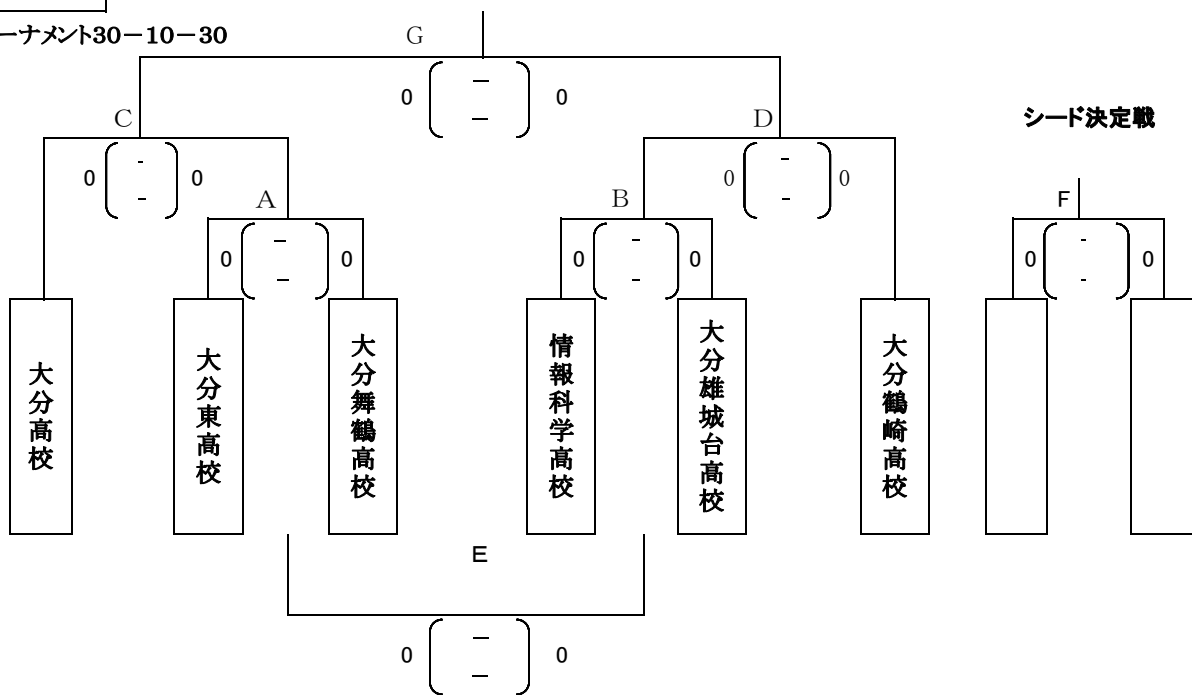 ーナメント30－10－30
G
0 － 0
－
シード決定戦
C
D
0 - 0
-
0 - 0
-
A
B
F
0 － 0
－
0 - 0
-
0 - 0
-
大分高校
大分東高校
大分舞鶴高校
情報科学高校
大分雄城台高校
大分鶴崎高校
E
0 － 0
－